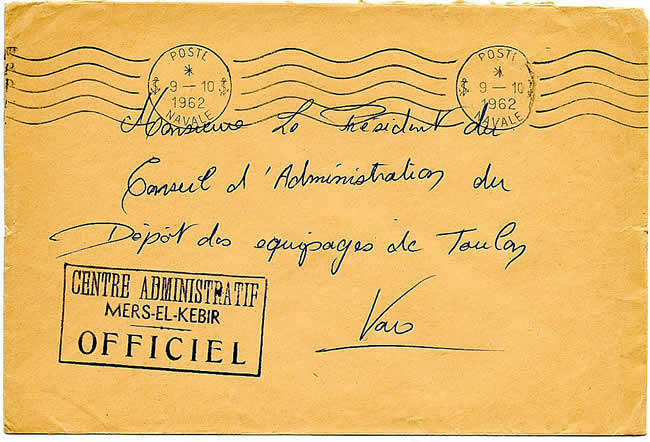 POSTE
*
9 — 10
1962
NAVALE
POSTE
*
9 — 10
1962
NAVALE
Monsieur Le Président du
Conseil d'Administration du
Dépôt des equipages de Toulon
Var
CENTRE ADMINISTRATIF
MERS-EL-KEBIR
OFFICIEL